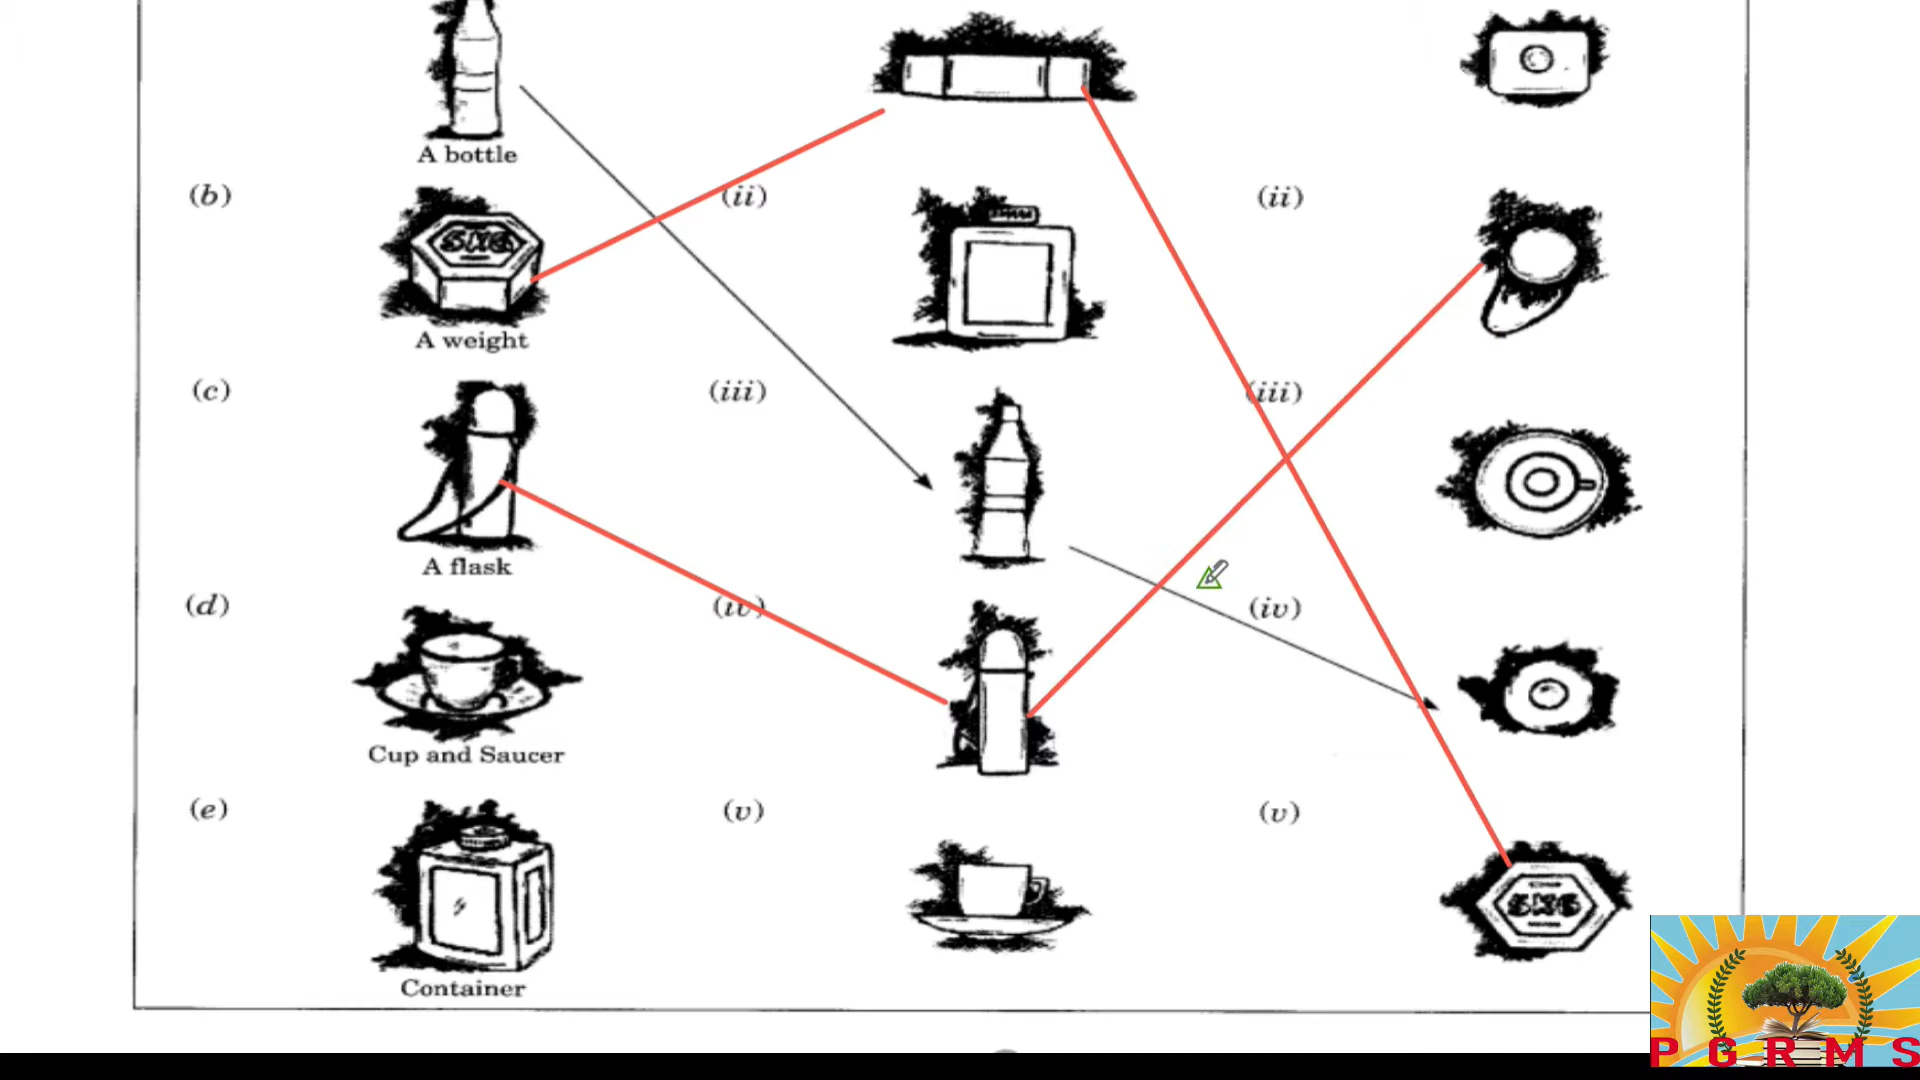 A bottle
(b) (ii) (ii)
A weight
(c) (iii) (iii)
A flask
(d) (iv) (iv)
Cup and Saucer
(e) (v) (v)
Container
P G R M S